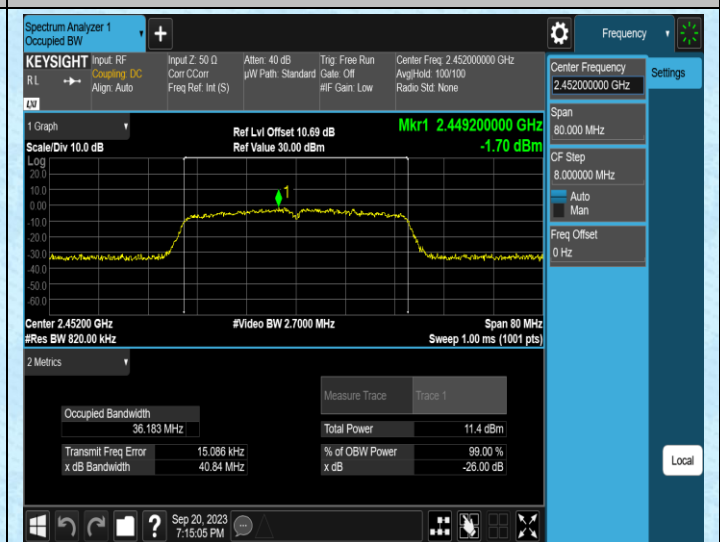 Spectrum Analyzer 1
Occupied BW
+
Frequency
KEYSIGHT
Input: RF
Coupling: DC
Align: Auto
Input Z: 50 Ω
Corr CCorr
Freq Ref: Int (S)
Atten: 40 dB
µW Path: Standard
Trig: Free Run
Gate: Off
#IF Gain: Low
Center Freq: 2.452000000 GHz
Avg|Hold: 100/100
Radio Std: None
RL
LXI
Center Frequency
2.452000000 GHz
Settings
Span
80.000 MHz
CF Step
8.000000 MHz
Auto
Man
Freq Offset
0 Hz
1 Graph
Scale/Div 10.0 dB
Ref Lvl Offset 10.69 dB
Ref Value 30.00 dBm
Mkr1 2.449200000 GHz
-1.70 dBm
Log
20.0
10.0
0.00
-10.0
-20.0
-30.0
-40.0
-50.0
-60.0
1
Center 2.45200 GHz
#Res BW 820.00 kHz
#Video BW 2.7000 MHz
Span 80 MHz
Sweep 1.00 ms (1001 pts)
2 Metrics
Measure Trace Trace 1
Occupied Bandwidth
36.183 MHz
Total Power 11.4 dBm
Transmit Freq Error 15.086 kHz
% of OBW Power 99.00 %
x dB Bandwidth 40.84 MHz
x dB -26.00 dB
Local
?
Sep 20, 2023
7:15:05 PM